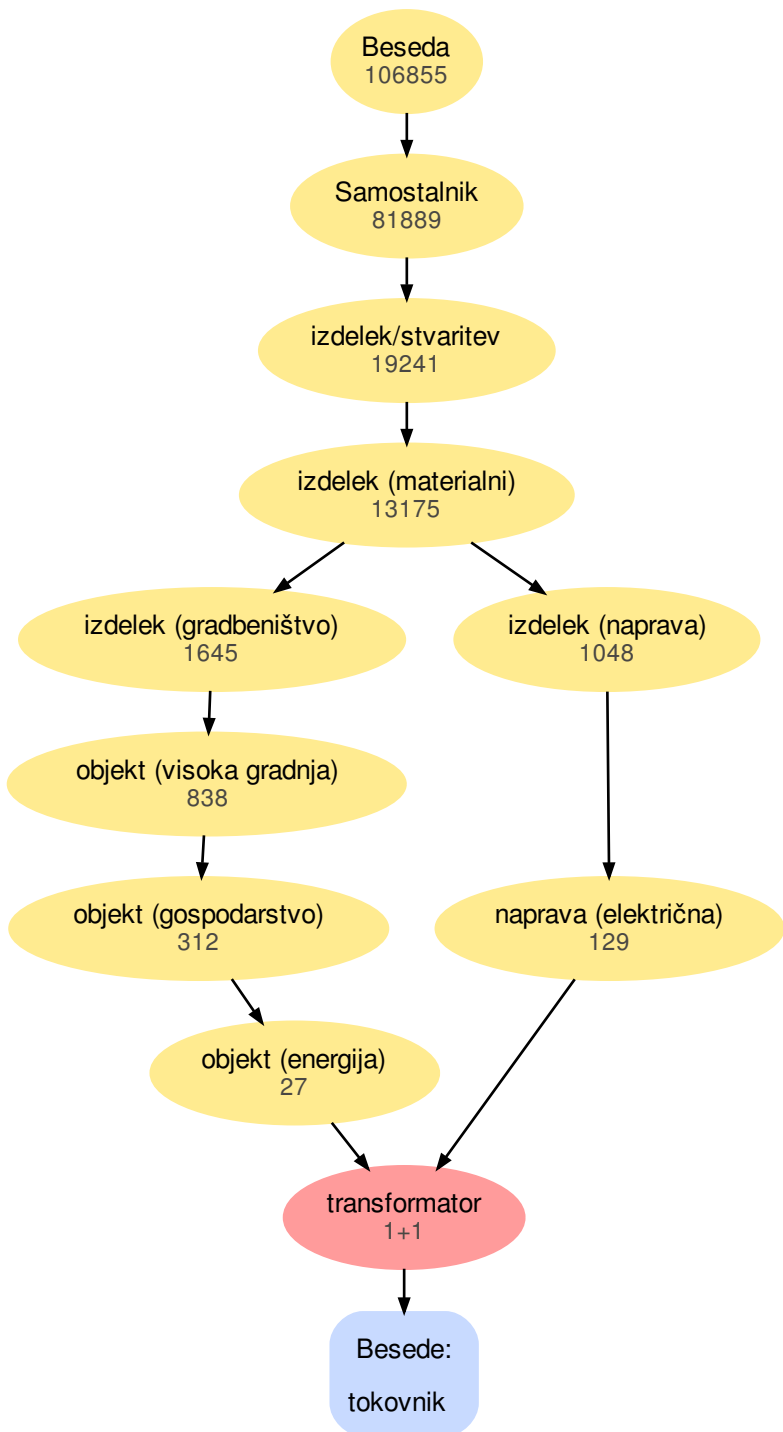 Beseda
106855
Samostalnik
81889
izdelek/stvaritev
19241
izdelek (materialni)
13175
izdelek (gradbeništvo)
1645
izdelek (naprava)
1048
objekt (visoka gradnja)
838
objekt (gospodarstvo)
312
naprava (električna)
129
objekt (energija)
27
transformator
1+1
Besede:
tokovnik